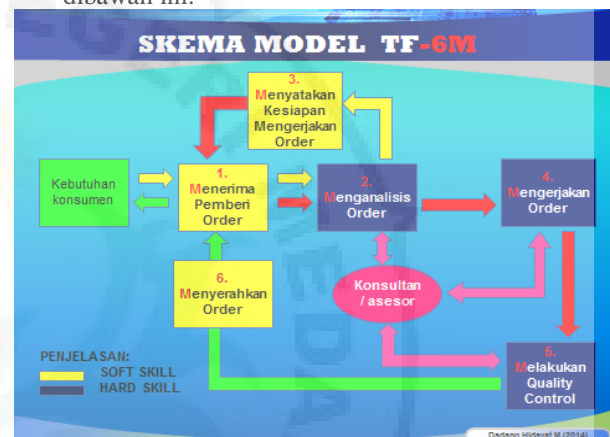 dibawah ini:
SKEMA MODEL TF-6M
3.
Menyatakan
Kesiapan
Mengerjakan
Order
Kebutuhan
konsumen
1.
Menerima
Pemberi
Order
2.
Menganalisis
Order
4.
Mengerjakan
Order
6.
Menyerahkan
Order
Konsultan
/ asesor
PENJELASAN:
SOFT SKILL
HARD SKILL
5.
Melakukan
Quality
Control
Dadang Hidayat M (2014)